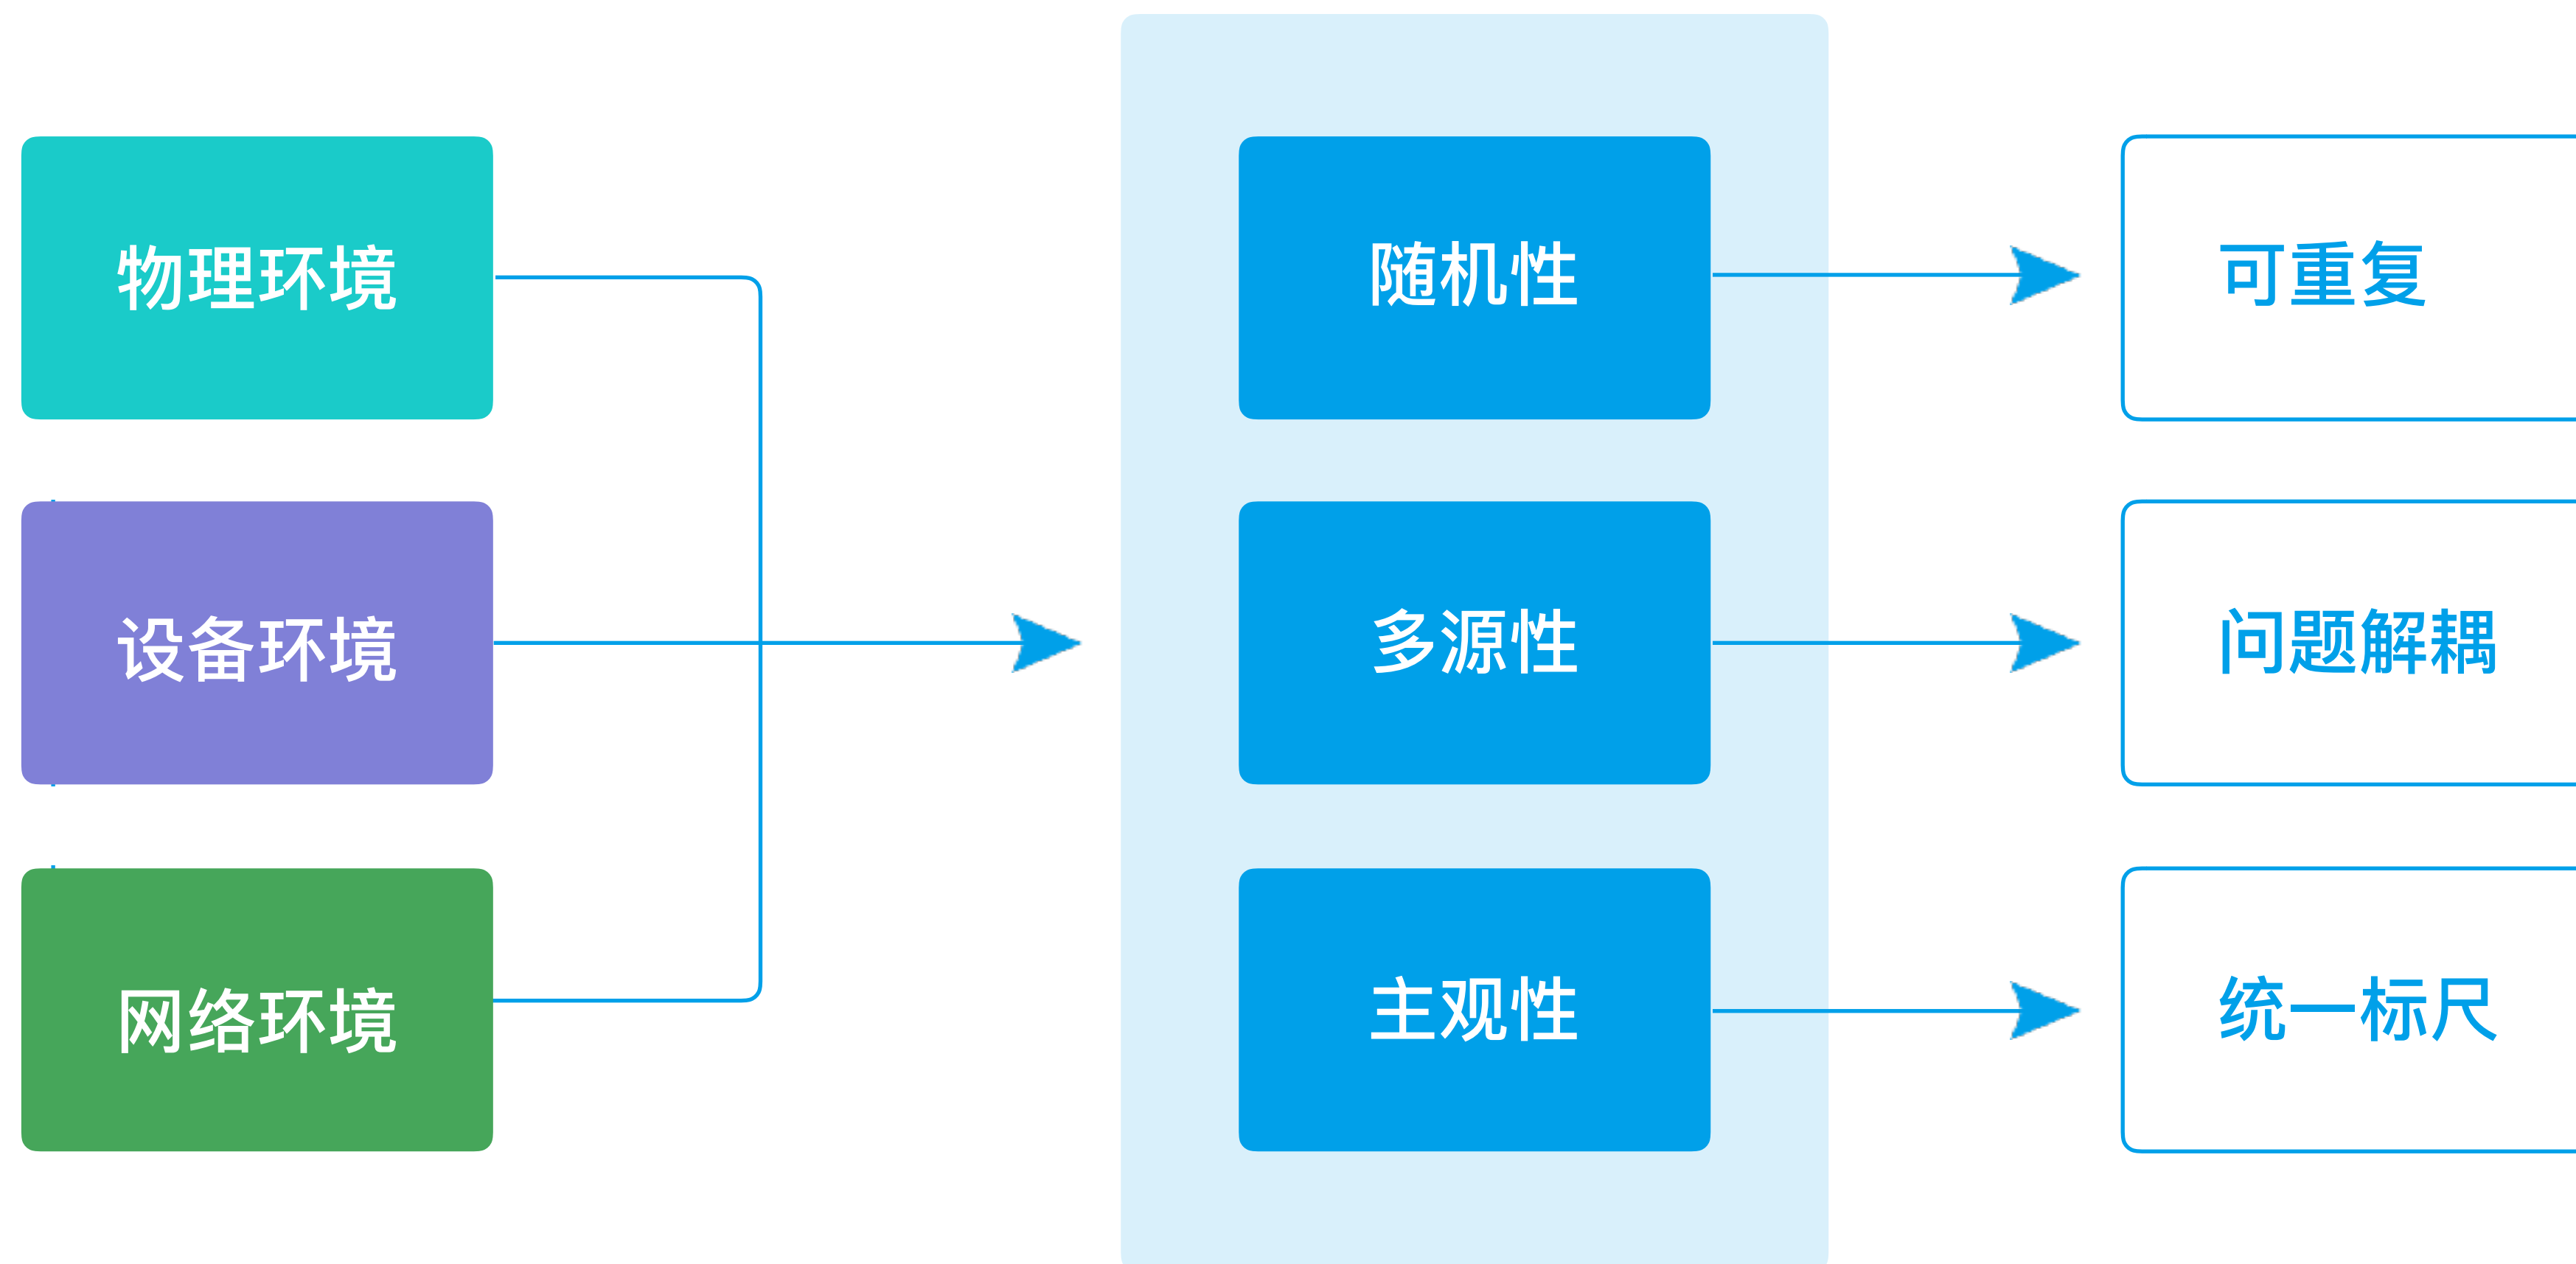 物理环境
设备环境
网络环境
随机性
多源性
主观性
可重复
问题解耦
统一标尺